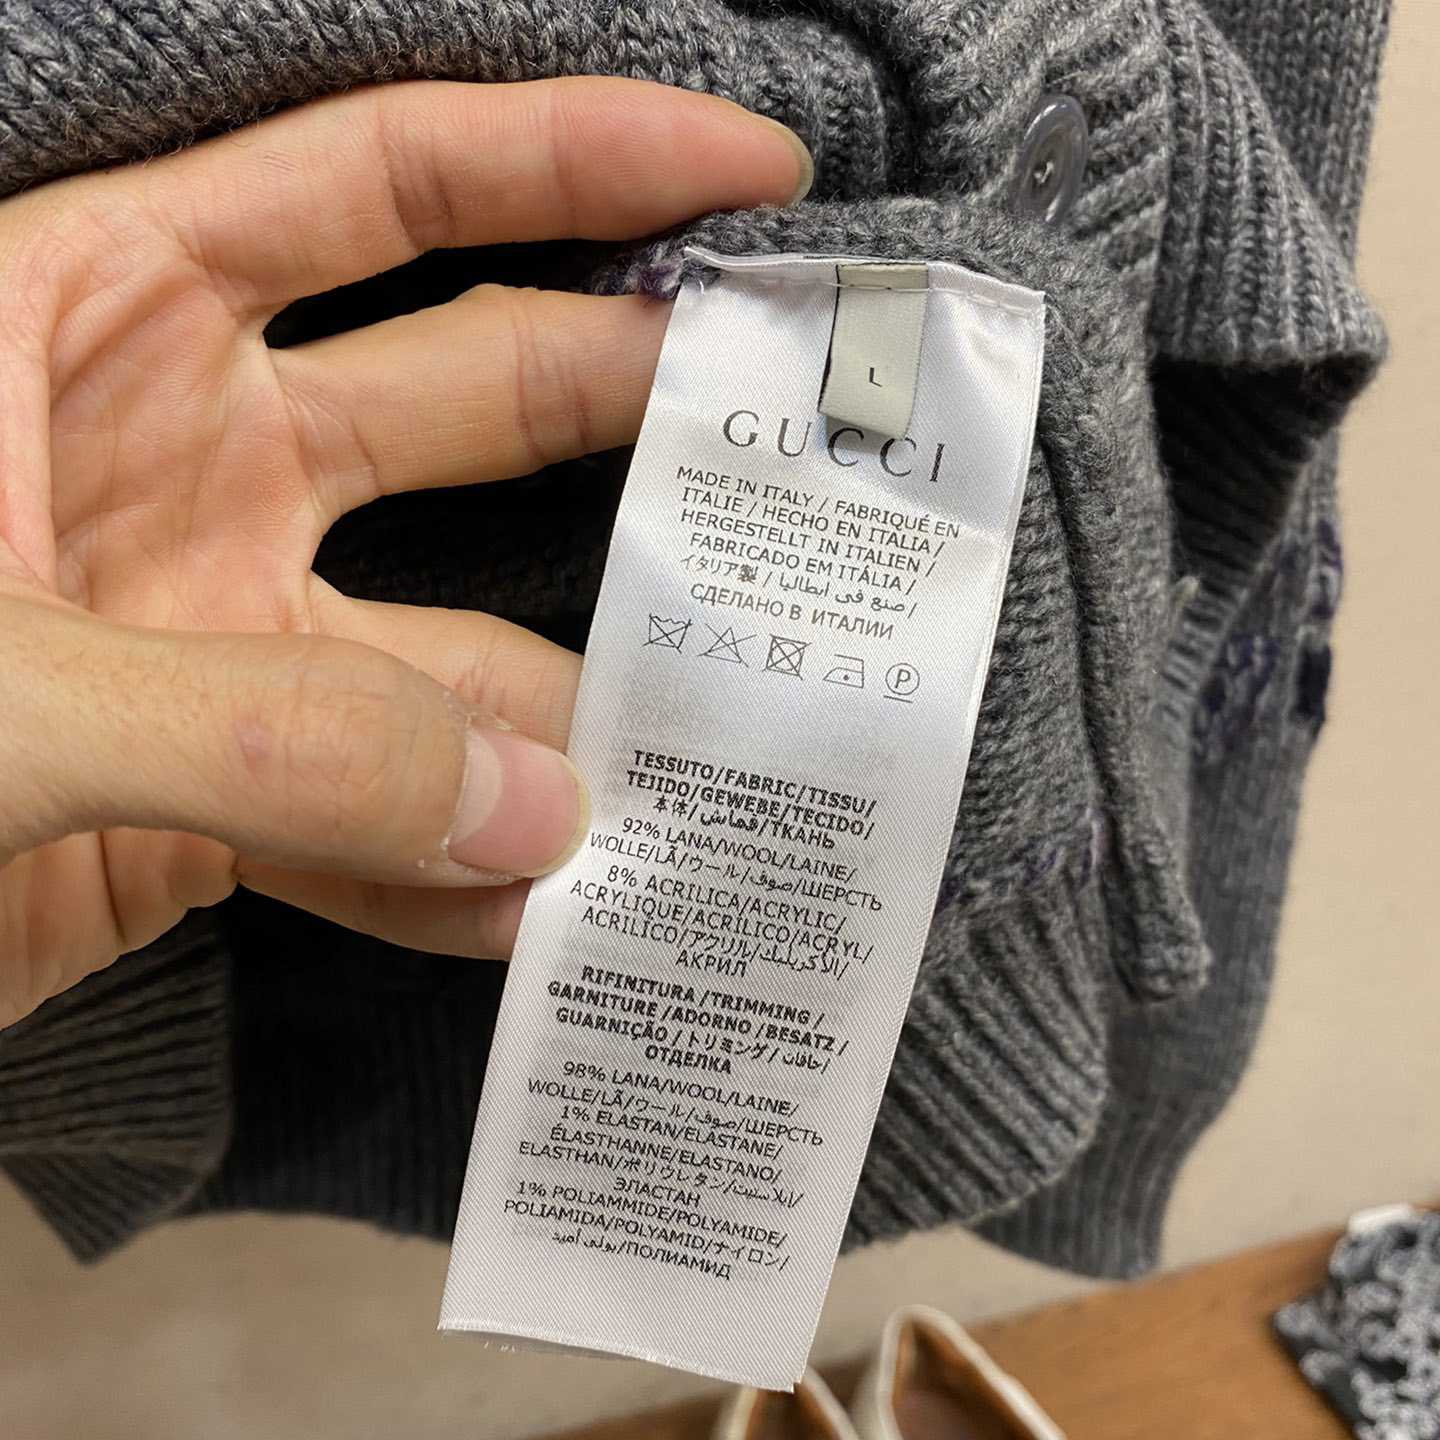 L
GUCCI
MADE IN ITALY / FABRIQUÉ EN
ITALIE / HECHO EN ITALIA /
HERGESTELLT IN ITALIEN /
FABRICADO EM ITÁLIA /
イタリア製 / صنع في ايطاليا /
СДЕЛАНО В ИТАЛИИ
P
TESSUTO/FABRIC/TISSU/
TEJIDO/GEWEBE/TECIDO/
本体/قماش/ТКАНЬ
92% LANA/WOOL/LAINE/
WOLLE/LÃ/ウール/صوف/ШЕРСТЬ
8% ACRILICA/ACRYLIC/
ACRYLIQUE/ACRILICO/ACRYL/
ACRILÍCO/アクリル/الأكريليك/
АКРИЛ
RIFINITURA/TRIMMING/
GARNITURE/ADORNO/BESATZ/
GUARNIÇÃO/トリミング/حافات/
ОТДЕЛКА
98% LANA/WOOL/LAINE/
WOLLE/LÃ/ウール/صوف/ШЕРСТЬ
1% ELASTAN/ELASTANE/
ÉLASTHANNE/ELASTANO/
ELASTHAN/ポリウレタン/ايلاستيت/
ЭЛАСТАН
1% POLIAMMIDE/POLYAMIDE/
POLIAMIDA/POLYAMID/ナイロン/
بولي أميد/ПОЛИАМИД